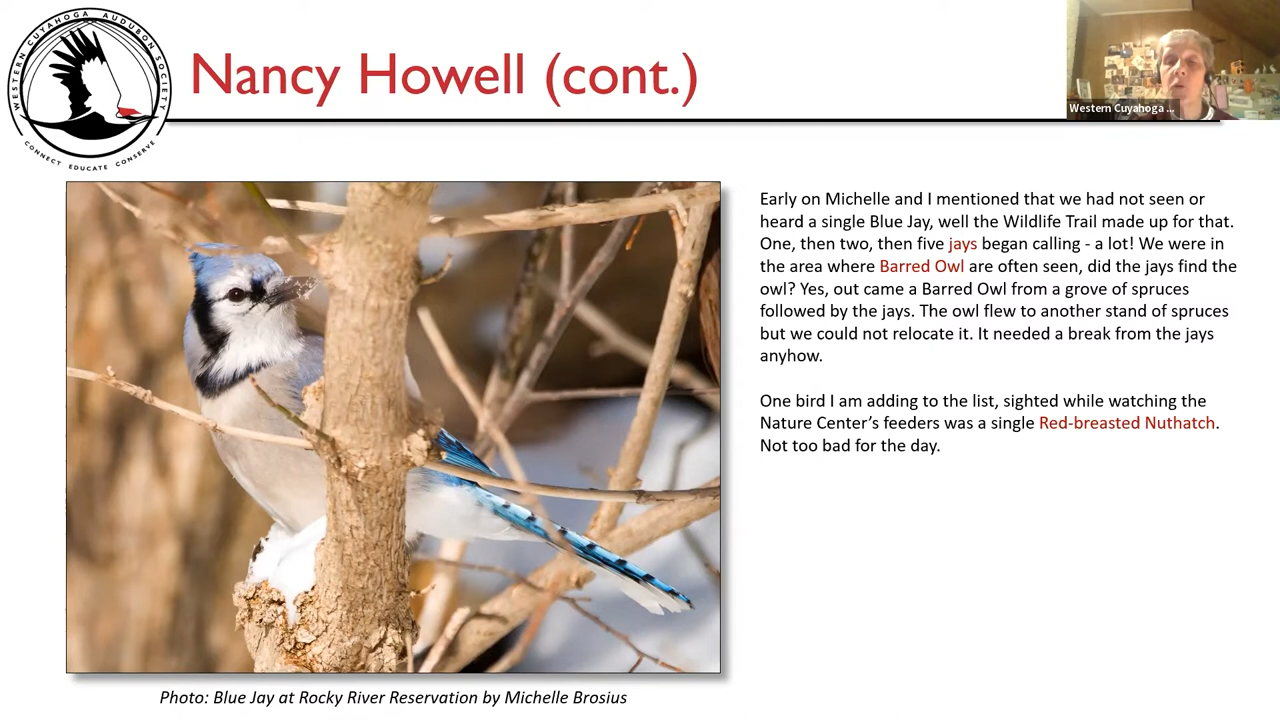 WESTERN CUYAHOGA AUDUBON SOCIETY
CONNECT EDUCATE CONSERVE
Nancy Howell (cont.)
Western Cuyahoga ...
Early on Michelle and I mentioned that we had not seen or
heard a single Blue Jay, well the Wildlife Trail made up for that.
One, then two, then five jays began calling - a lot! We were in
the area where Barred Owl are often seen, did the jays find the
owl? Yes, out came a Barred Owl from a grove of spruces
followed by the jays. The owl flew to another stand of spruces
but we could not relocate it. It needed a break from the jays
anyhow.
One bird I am adding to the list, sighted while watching the
Nature Center’s feeders was a single Red-breasted Nuthatch.
Not too bad for the day.
Photo: Blue Jay at Rocky River Reservation by Michelle Brosius